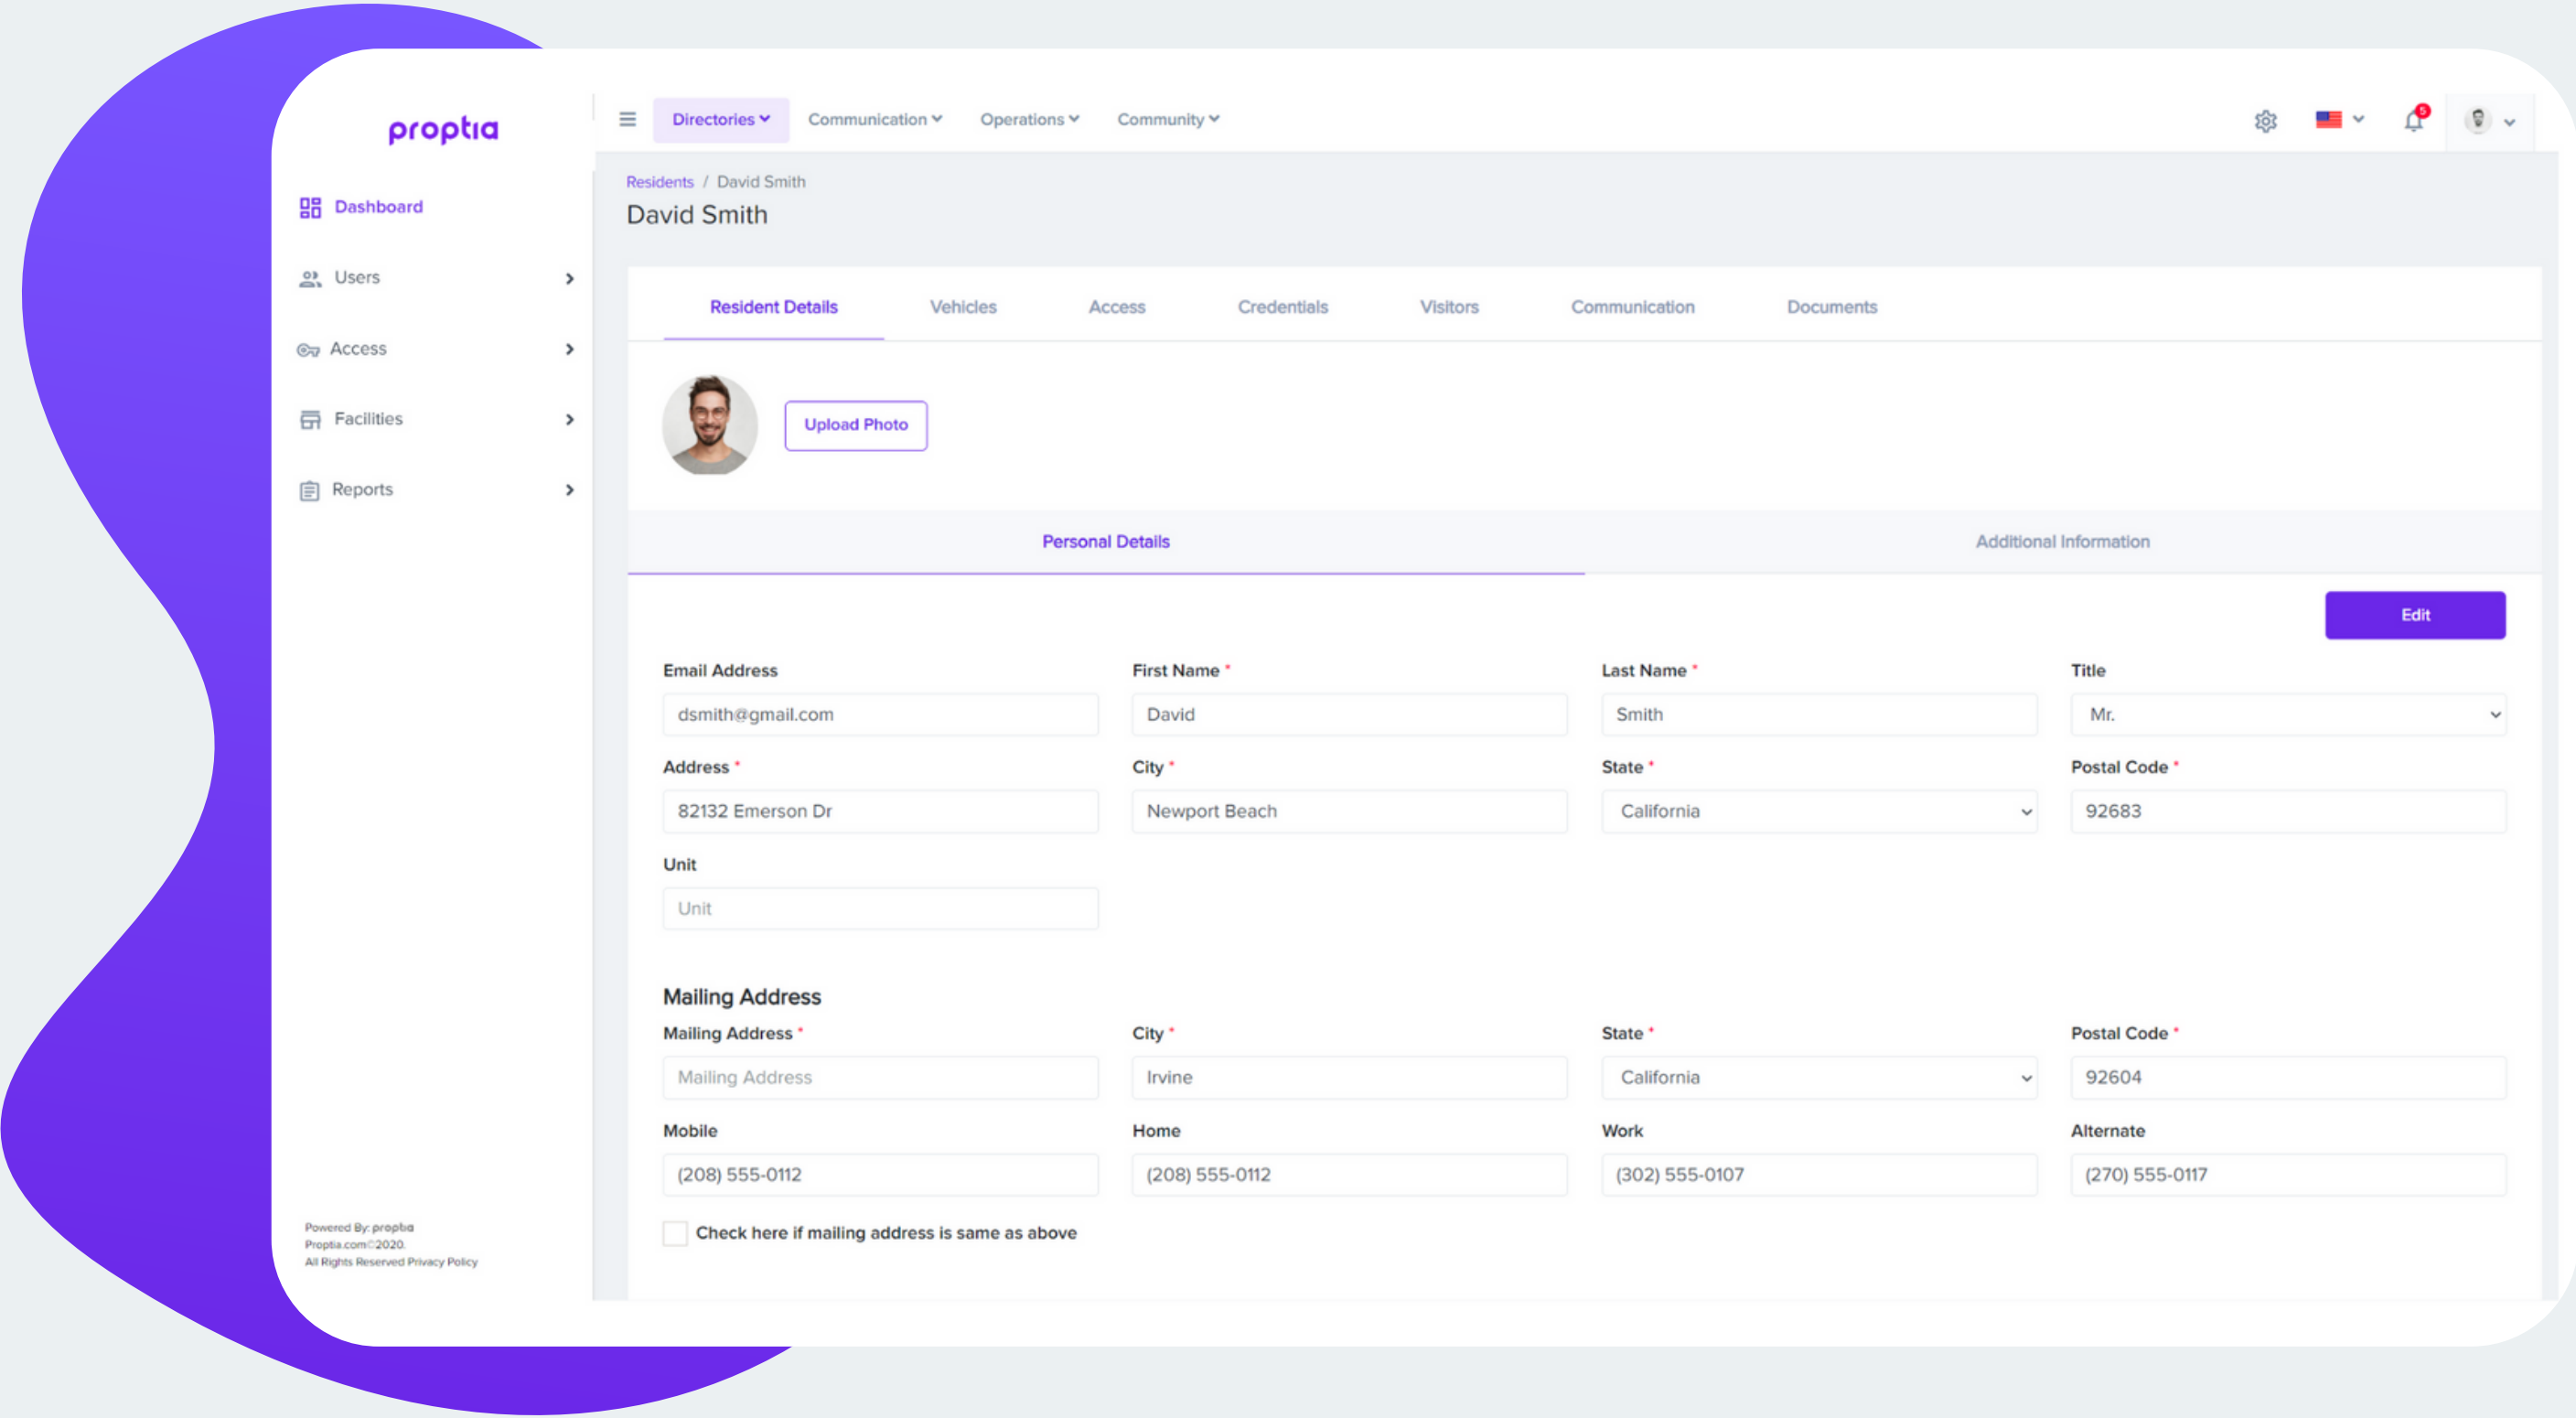 proptia
Directories Communication Operations Community
5
Dashboard
Users
Access
Facilities
Reports
Residents / David Smith
David Smith
Resident Details Vehicles Access Credentials Visitors Communication Documents
Upload Photo
Personal Details Additional Information
Edit
Email Address First Name * Last Name * Title
dsmith@gmail.com David Smith Mr.
Address * City * State * Postal Code *
82132 Emerson Dr Newport Beach California 92683
Unit
Unit
Mailing Address
Mailing Address * City * State * Postal Code *
Mailing Address Irvine California 92604
Mobile Home Work Alternate
(208) 555-0112 (208) 555-0112 (302) 555-0107 (270) 555-0117
Check here if mailing address is same as above
Powered By: proptia
Proptia.com©2020.
All Rights Reserved Privacy Policy